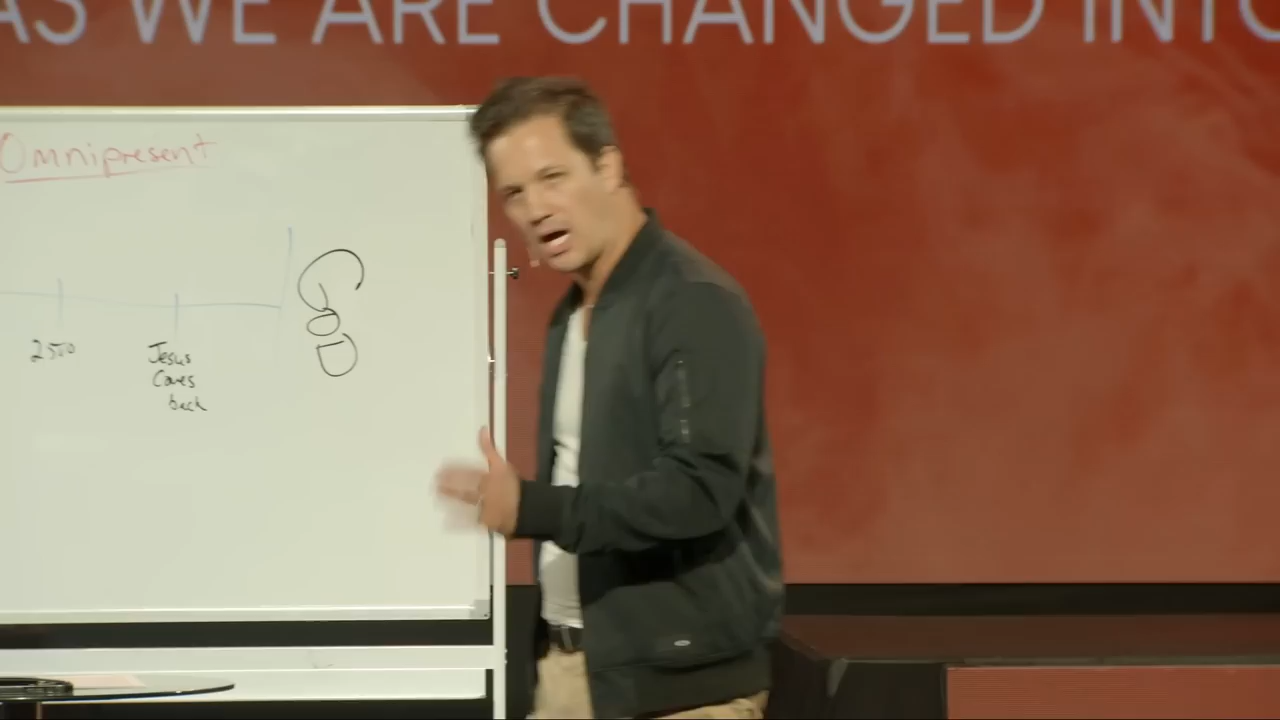 AS WE ARE CHANGED INTO
Omnipresent
GOD
2500
Jesus
Comes
back